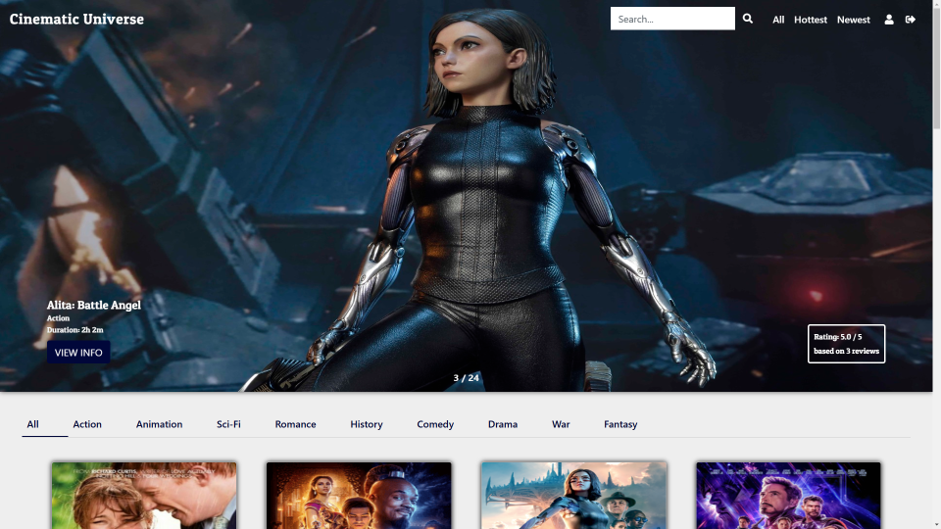 Cinematic Universe
Search...
All Hottest Newest
Alita: Battle Angel
Action
Duration: 2h 2m
VIEW INFO
Rating: 5.0 / 5
based on 3 reviews
3 / 24
All Action Animation Sci-Fi Romance History Comedy Drama War Fantasy